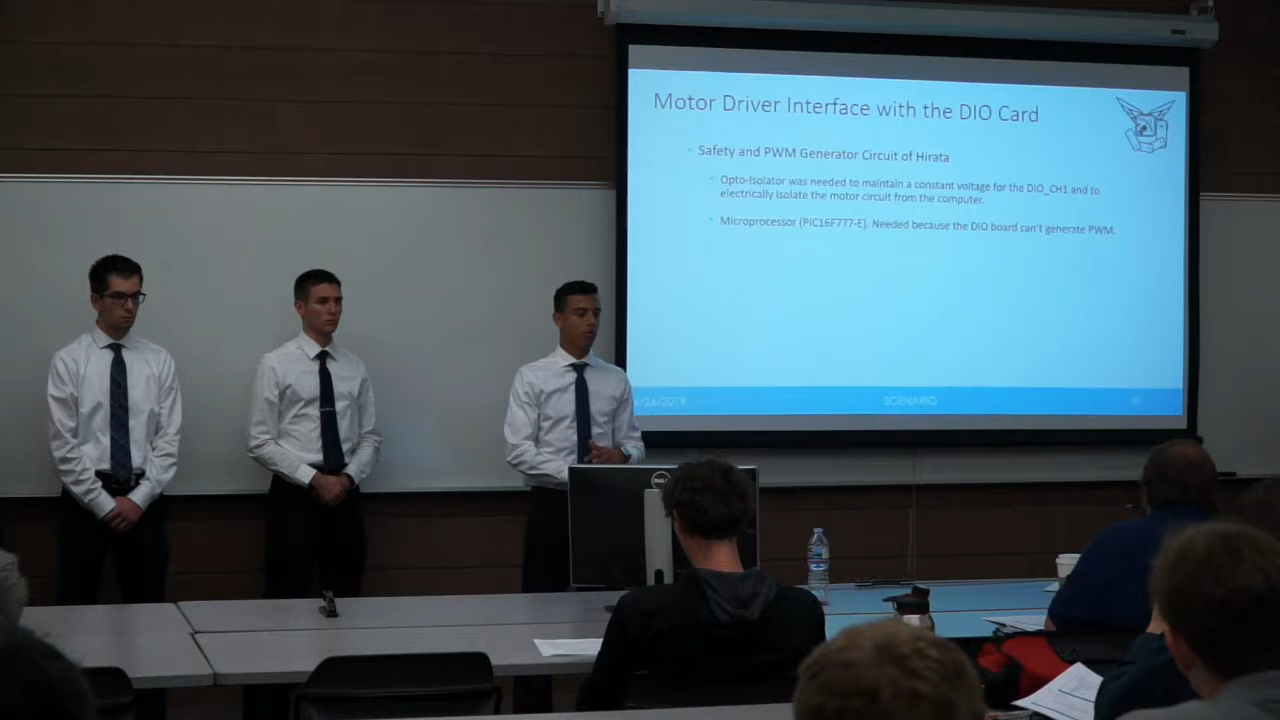 Motor Driver Interface with the DIO Card
Safety and PWM Generator Circuit of Hirata
Opto-Isolator was needed to maintain a constant voltage for the DIO_CH1 and to
electrically isolate the motor circuit from the computer.
Microprocessor (PIC16F777-E). Needed because the DIO board can't generate PWM.
/26/2019
SCENARIO
DELL